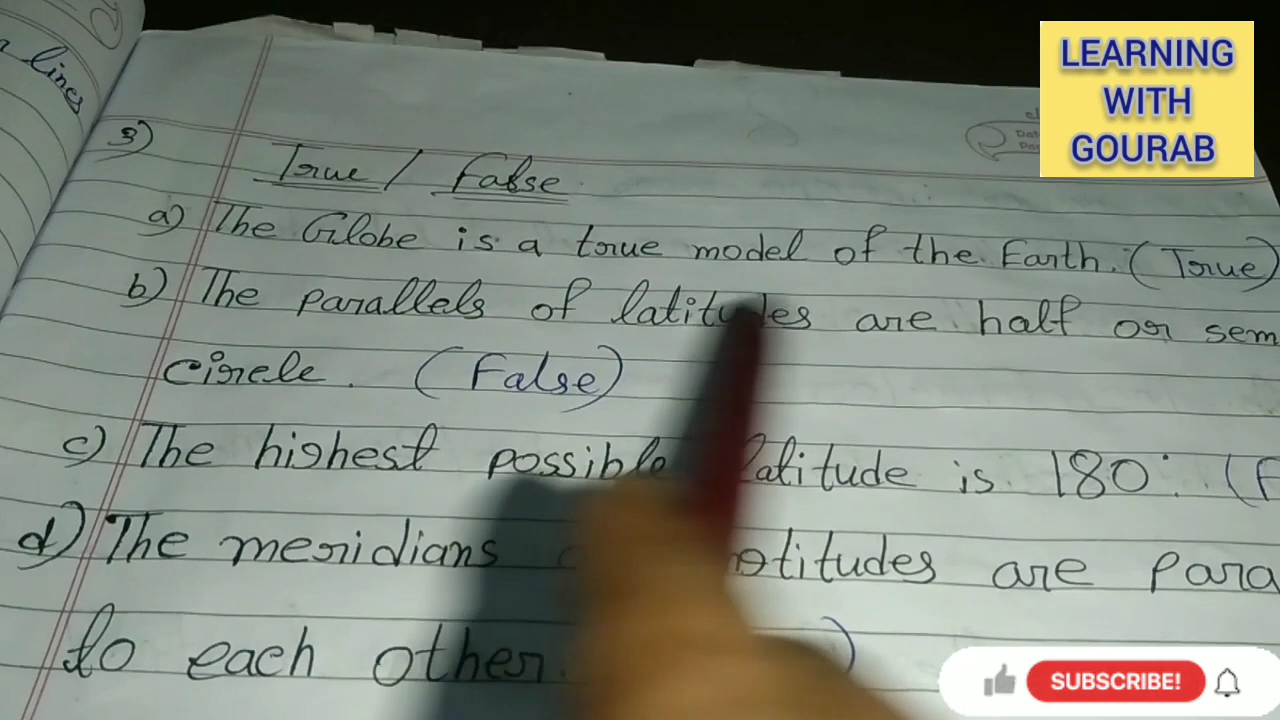 lines
3)
True / False
a) The Globe is a true model of the Earth. (True)
b) The parallels of latitudes are half or sem
circle. (False)
c) The highest possible latitude is 180°. (F
d) The meridians otitudes are para
to each other. )
LEARNING
WITH
GOURAB
SUBSCRIBE!